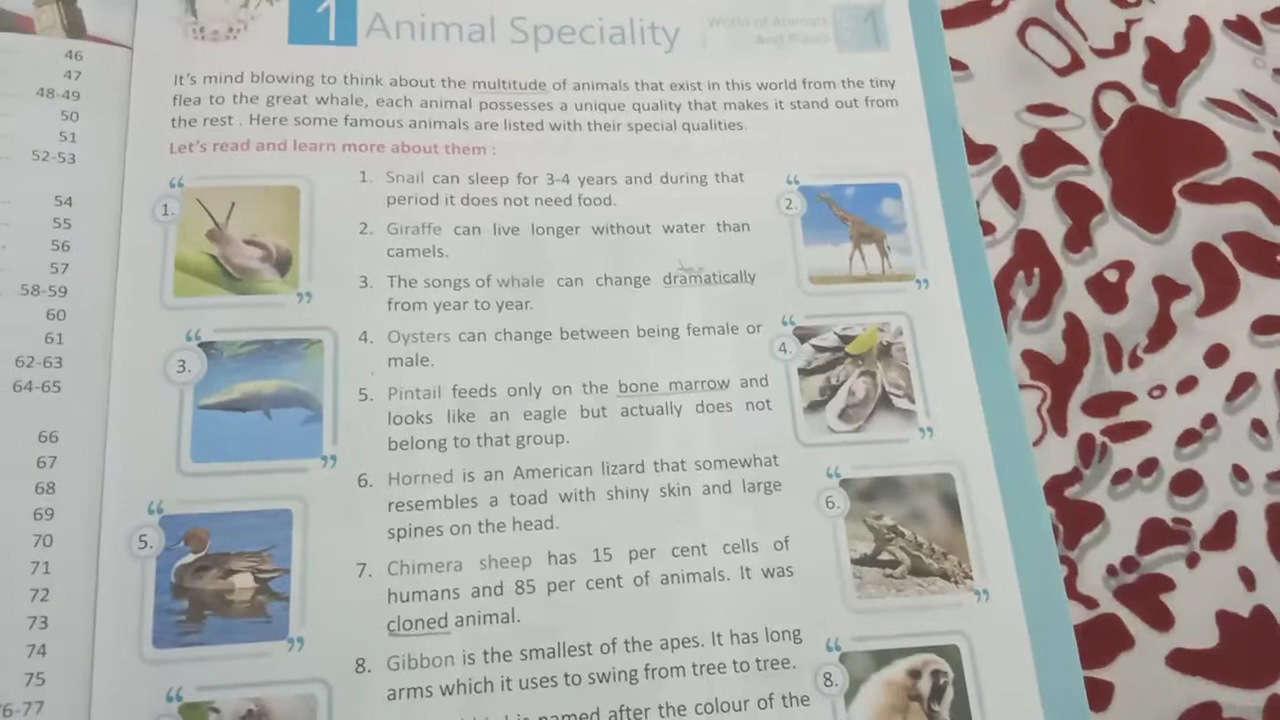 46
47
48-49
50
51
52-53
54
55
56
57
58-59
60
61
62-63
64-65
66
67
68
69
70
71
72
73
74
75
6-77
1 Animal Speciality
World of Animals
And Plants
1
It's mind blowing to think about the multitude of animals that exist in this world from the tiny
flea to the great whale, each animal possesses a unique quality that makes it stand out from
the rest . Here some famous animals are listed with their special qualities.
Let's read and learn more about them :
1. Snail can sleep for 3-4 years and during that
period it does not need food.
2. Giraffe can live longer without water than
camels.
3. The songs of whale can change dramatically
from year to year.
4. Oysters can change between being female or
male.
5. Pintail feeds only on the bone marrow and
looks like an eagle but actually does not
belong to that group.
6. Horned is an American lizard that somewhat
resembles a toad with shiny skin and large
spines on the head.
7. Chimera sheep has 15 per cent cells of
humans and 85 per cent of animals. It was
cloned animal.
8. Gibbon is the smallest of the apes. It has long
arms which it uses to swing from tree to tree.
is named after the colour of the
1.
2.
3.
4.
5.
6.
8.